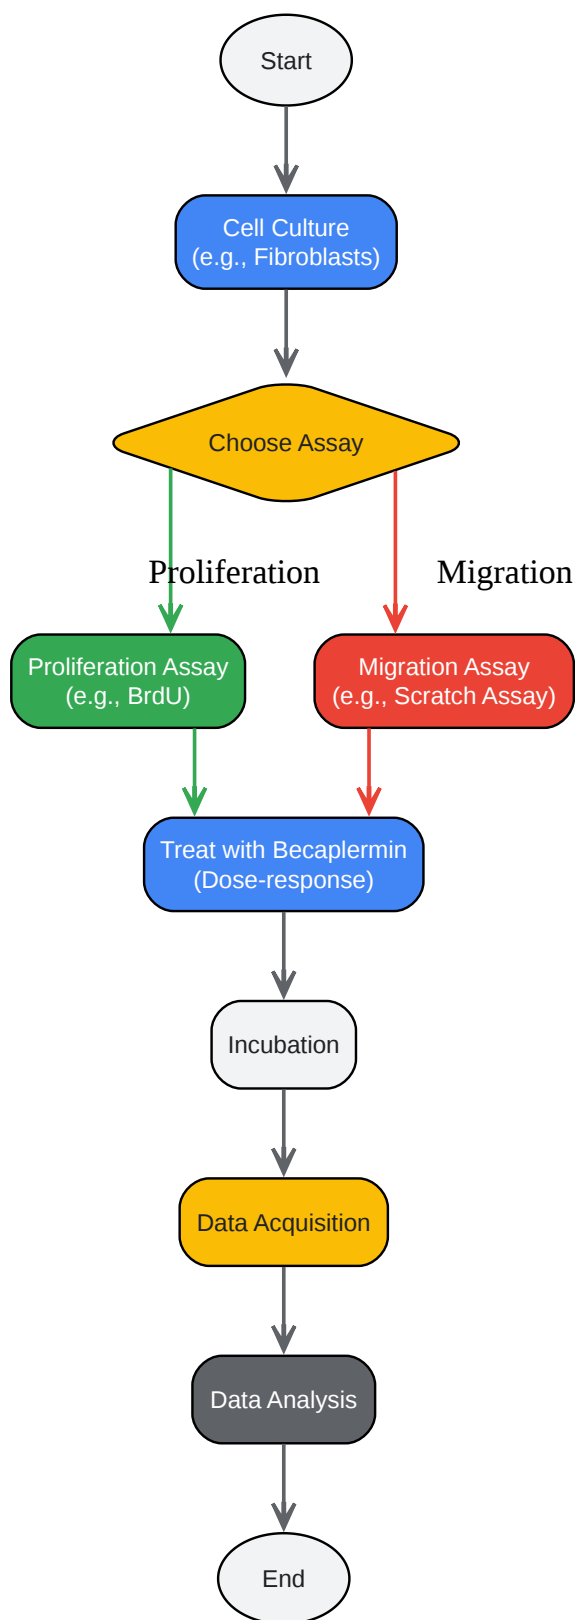 Start
Cell Culture
(e.g., Fibroblasts)
Choose Assay
Proliferation
Migration
Proliferation Assay
(e.g., BrdU)
Migration Assay
(e.g., Scratch Assay)
Treat with Becaplermin
(Dose-response)
Incubation
Data Acquisition
Data Analysis
End